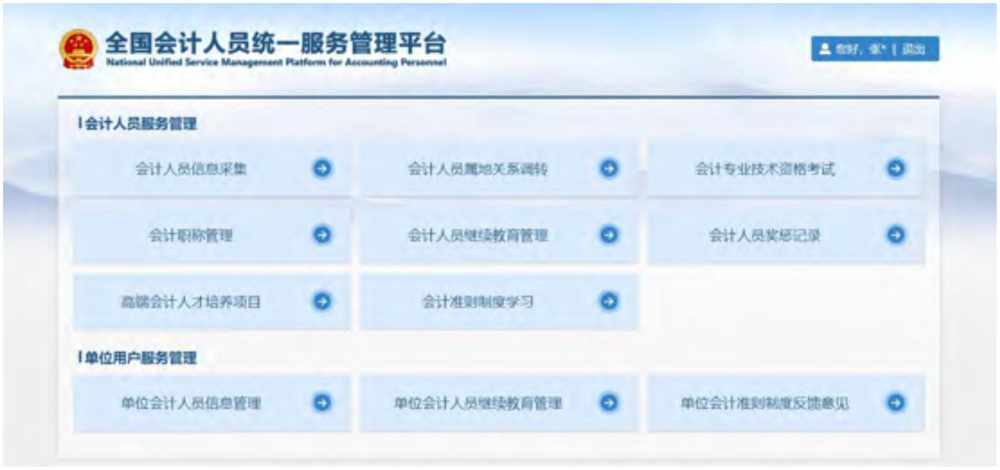 全国会计人员统一服务管理平台
National Unified Service Management Platform for Accounting Personnel
您好，张* | 退出
会计人员服务管理
会计人员信息采集 会计人员属地关系调转 会计专业技术资格考试
会计职称管理 会计人员继续教育管理 会计人员奖惩记录
高端会计人才培养项目 会计准则制度学习
单位用户服务管理
单位会计人员信息管理 单位会计人员继续教育管理 单位会计准则制度反馈意见